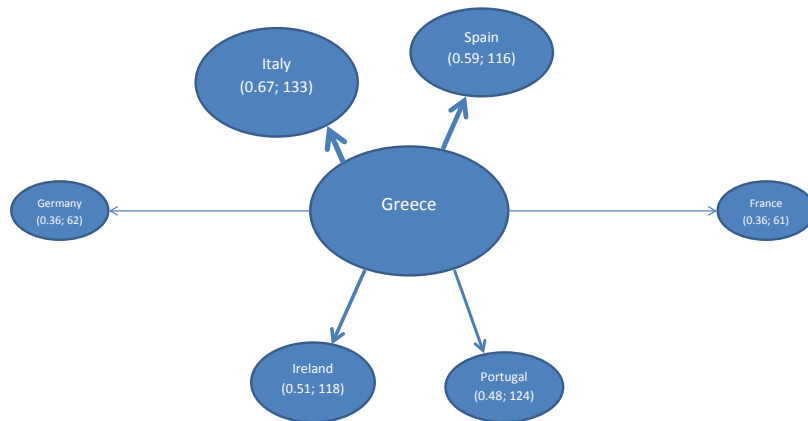 Spain
(0.59; 116)
Italy
(0.67; 133)
Germany
(0.36; 62)
Greece
France
(0.36; 61)
Ireland
(0.51; 118)
Portugal
(0.48; 124)